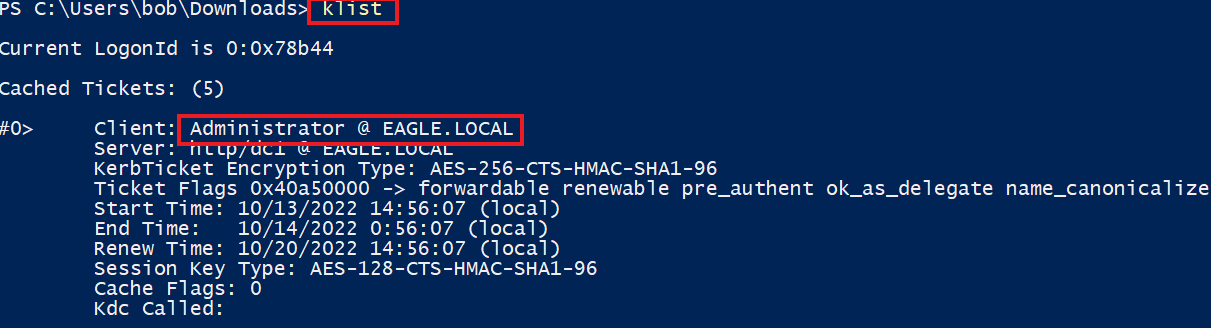 PS C:\Users\bob\Downloads> klist
Current LogonId is 0:0x78b44
Cached Tickets: (5)
#0> Client: Administrator @ EAGLE.LOCAL
Server: http/dc1 @ EAGLE.LOCAL
KerbTicket Encryption Type: AES-256-CTS-HMAC-SHA1-96
Ticket Flags 0x40a50000 -> forwardable renewable pre_authent ok_as_delegate name_canonicalize
Start Time: 10/13/2022 14:56:07 (local)
End Time: 10/14/2022 0:56:07 (local)
Renew Time: 10/20/2022 14:56:07 (local)
Session Key Type: AES-128-CTS-HMAC-SHA1-96
Cache Flags: 0
Kdc Called: